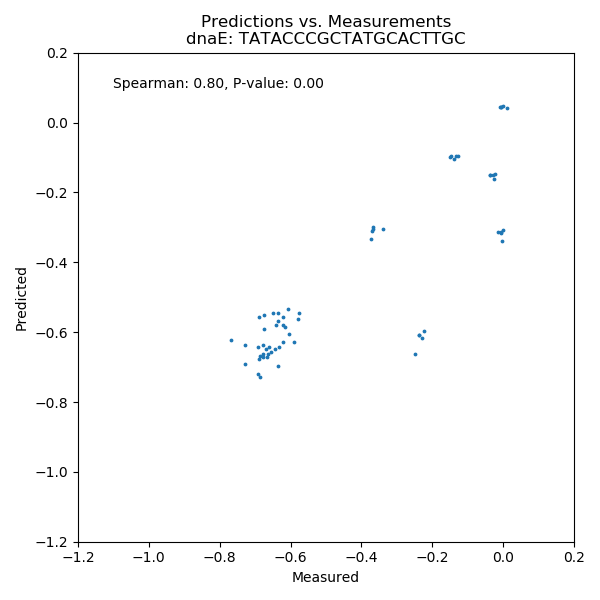 Predictions vs. Measurements
dnaE: TATACCCGCTATGCACTTGC
Spearman: 0.80, P-value: 0.00
0.2
0.0
−0.2
−0.4
−0.6
−0.8
−1.0
−1.2
Predicted
−1.2 −1.0 −0.8 −0.6 −0.4 −0.2 0.0 0.2
Measured